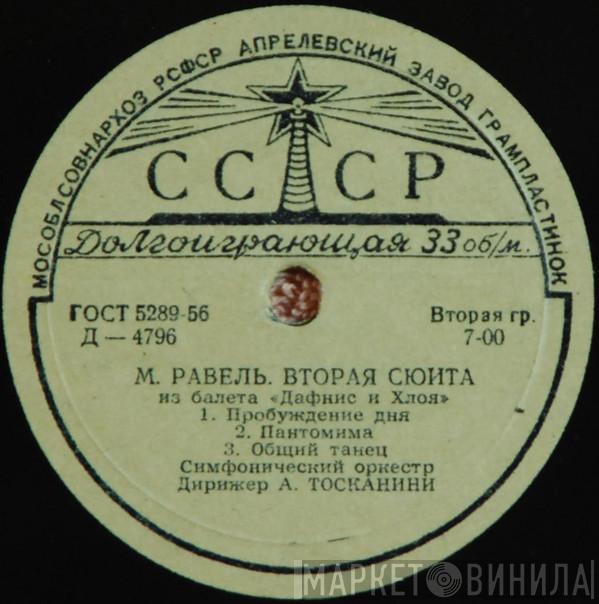 МОСОБЛСОВНАРХОЗ РСФСР АПРЕЛЕВСКИЙ ЗАВОД ГРАМПЛАСТИНОК
СССР
Долгоиграющая 33 об/м.
ГОСТ 5289-56
Вторая гр.
Д — 4796
7-00
М. РАВЕЛЬ. ВТОРАЯ СЮИТА
из балета «Дафнис и Хлоя»
1. Пробуждение дня
2. Пантомима
3. Общий танец
Симфонический оркестр
Дирижер А. ТОСКАНИНИ
МАРКЕТ ВИНИЛА